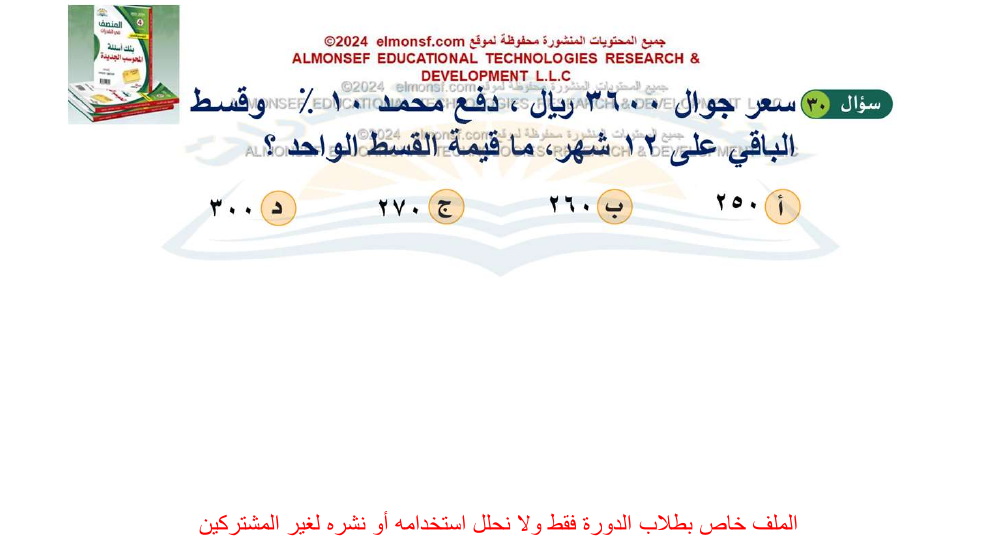 المنصف
في القدرات
بنك أسئلة
المحوسب الجديدة
جميع المحتويات المنشورة محفوظة لموقع elmonsf.com ©2024
ALMONSEF EDUCATIONAL TECHNOLOGIES RESEARCH &
DEVELOPMENT L.L.C
سؤال ٣٠ سعر جوال ٣٦٠٠ ريال ، دفع محمد ١٠ ٪ وقسط
الباقي على ١٢ شهر، ما قيمة القسط الواحد ؟
أ ٢٥٠ ب ٢٦٠ ج ٢٧٠ د ٣٠٠
الملف خاص بطلاب الدورة فقط ولا نحلل استخدامه أو نشره لغير المشتركين